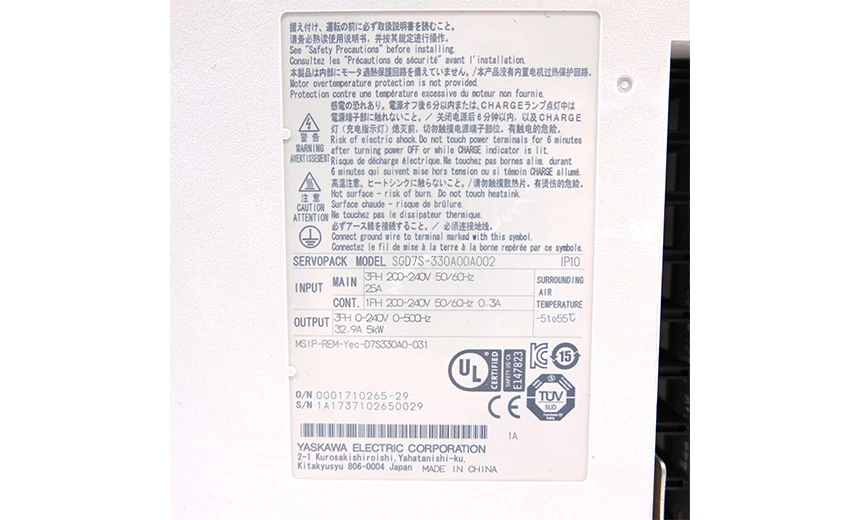 据え付け、運転の前に必ず取扱説明書を読むこと。
请务必熟读使用说明书，并按其规定进行操作.
See "Safety Precautions" before installing.
Consultez les "Précautions de sécurité" avant l'installation.
本製品は内部にモータ過熱保護回路を備えていません。/本产品没有内置电机过热保护回路.
Motor overtemperature protection is not provided.
Protection contre une température excessive du moteur non fournie.
警告
WARNING
AVERTISSEMENT
感電の恐れあり。電源オフ後6分以内または、CHARGEランプ点灯中は
電源端子部に触れないこと。／关闭电源后6分钟以内，以及CHARGE
灯（充电指示灯）熄灭前，切勿触摸电源端子部位，有触电的危险.
Risk of electric shock.Do not touch power terminals for 6 minutes
after turning power OFF or while CHARGE indicator is lit.
Risque de décharge électrique.Ne touchez pas bornes alim. durant
6 minutes qui suivent mise hors tension ou si témoin CHARGE allumé.
注意
CAUTION
ATTENTION
高温注意。ヒートシンクに触らないこと。/请勿触摸散热片，有烫伤的危险.
Hot surface - risk of burn. Do not touch heatsink.
Surface chaude - risque de brûlure.
Ne touchez pas le dissipateur thermique.
必ずアース線を接続すること。／必须连接地线.
Connect ground wire to terminal marked with this symbol.
Connectez le fil de mise à la terre à la borne repérée par ce symbole.
SERVOPACK MODEL SGD7S-330A00A002 IP10
INPUT MAIN 3PH 200-240V 50/60Hz
25A
CONT. 1PH 200-240V 50/60Hz 0.3A
OUTPUT 3PH 0-240V 0-500Hz
32.9A 5kW
SURROUNDING
AIR
TEMPERATURE
-5to55℃
MSIP-REM-Yec-D7S330A0-031
UL CERTIFIED SAFETY US CA E147823
15
TÜV
SUD
CE
O/N 0001710265-29
S/N 1A1737102650029
1A
YASKAWA ELECTRIC CORPORATION
2-1 Kurosakishiroishi, Yahatanishi-ku,
Kitakyusyu 806-0004 Japan MADE IN CHINA